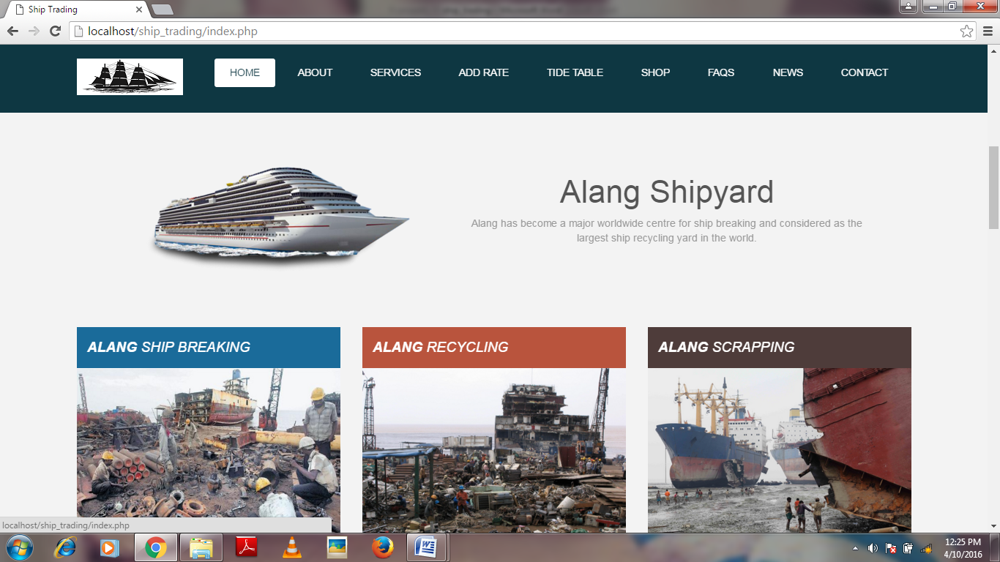 Ship Trading
localhost/ship_trading/index.php
HOME ABOUT SERVICES ADD RATE TIDE TABLE SHOP FAQS NEWS CONTACT
Alang Shipyard
Alang has become a major worldwide centre for ship breaking and considered as the
largest ship recycling yard in the world.
ALANG SHIP BREAKING
ALANG RECYCLING
ALANG SCRAPPING
localhost/ship_trading/index.php
12:25 PM
4/10/2016